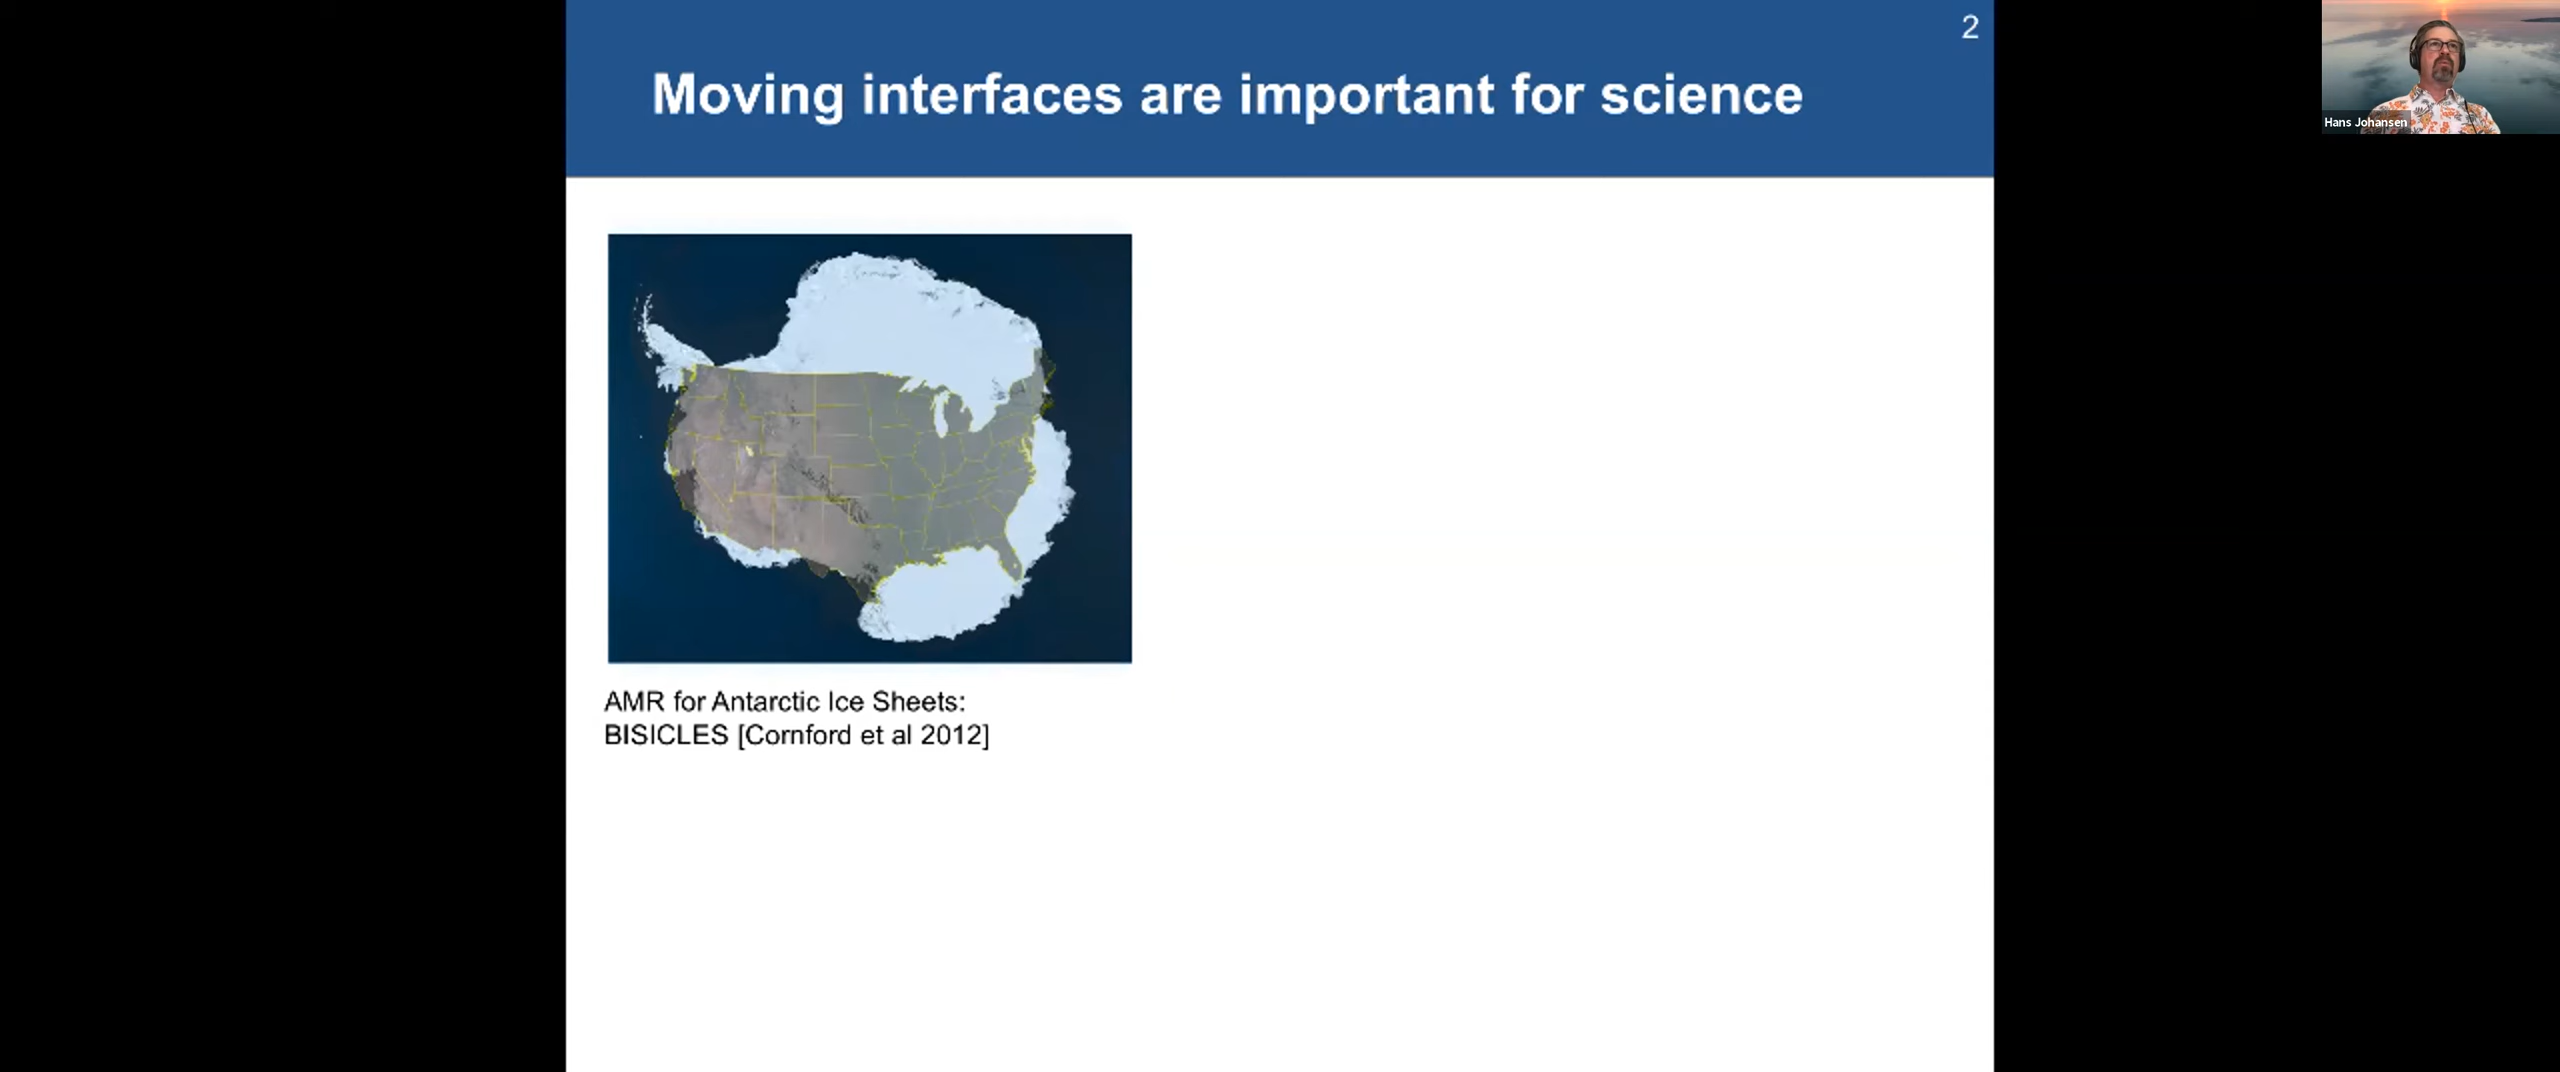 2
Moving interfaces are important for science
Hans Johansen
AMR for Antarctic Ice Sheets:
BISICLES [Cornford et al 2012]